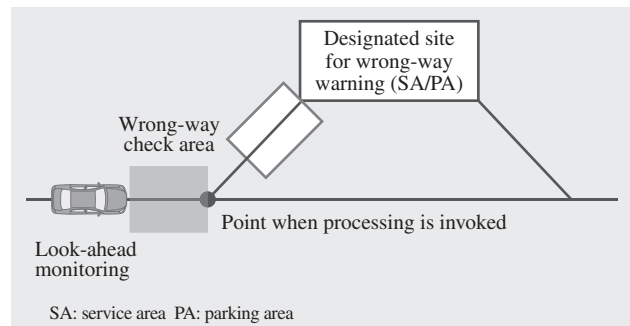 Designated site
for wrong-way
warning (SA/PA)
Wrong-way
check area
Point when processing is invoked
Look-ahead
monitoring
SA: service area PA: parking area